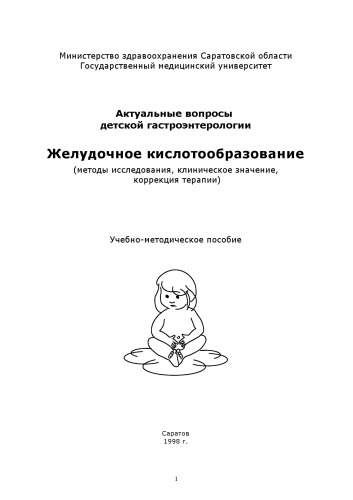 Министерство здравоохранения Саратовской области
Государственный медицинский университет
Актуальные вопросы
детской гастроэнтерологии
Желудочное кислотообразование
(методы исследования, клиническое значение,
коррекция терапии)
Учебно-методическое пособие
Саратов
1998 г.
1